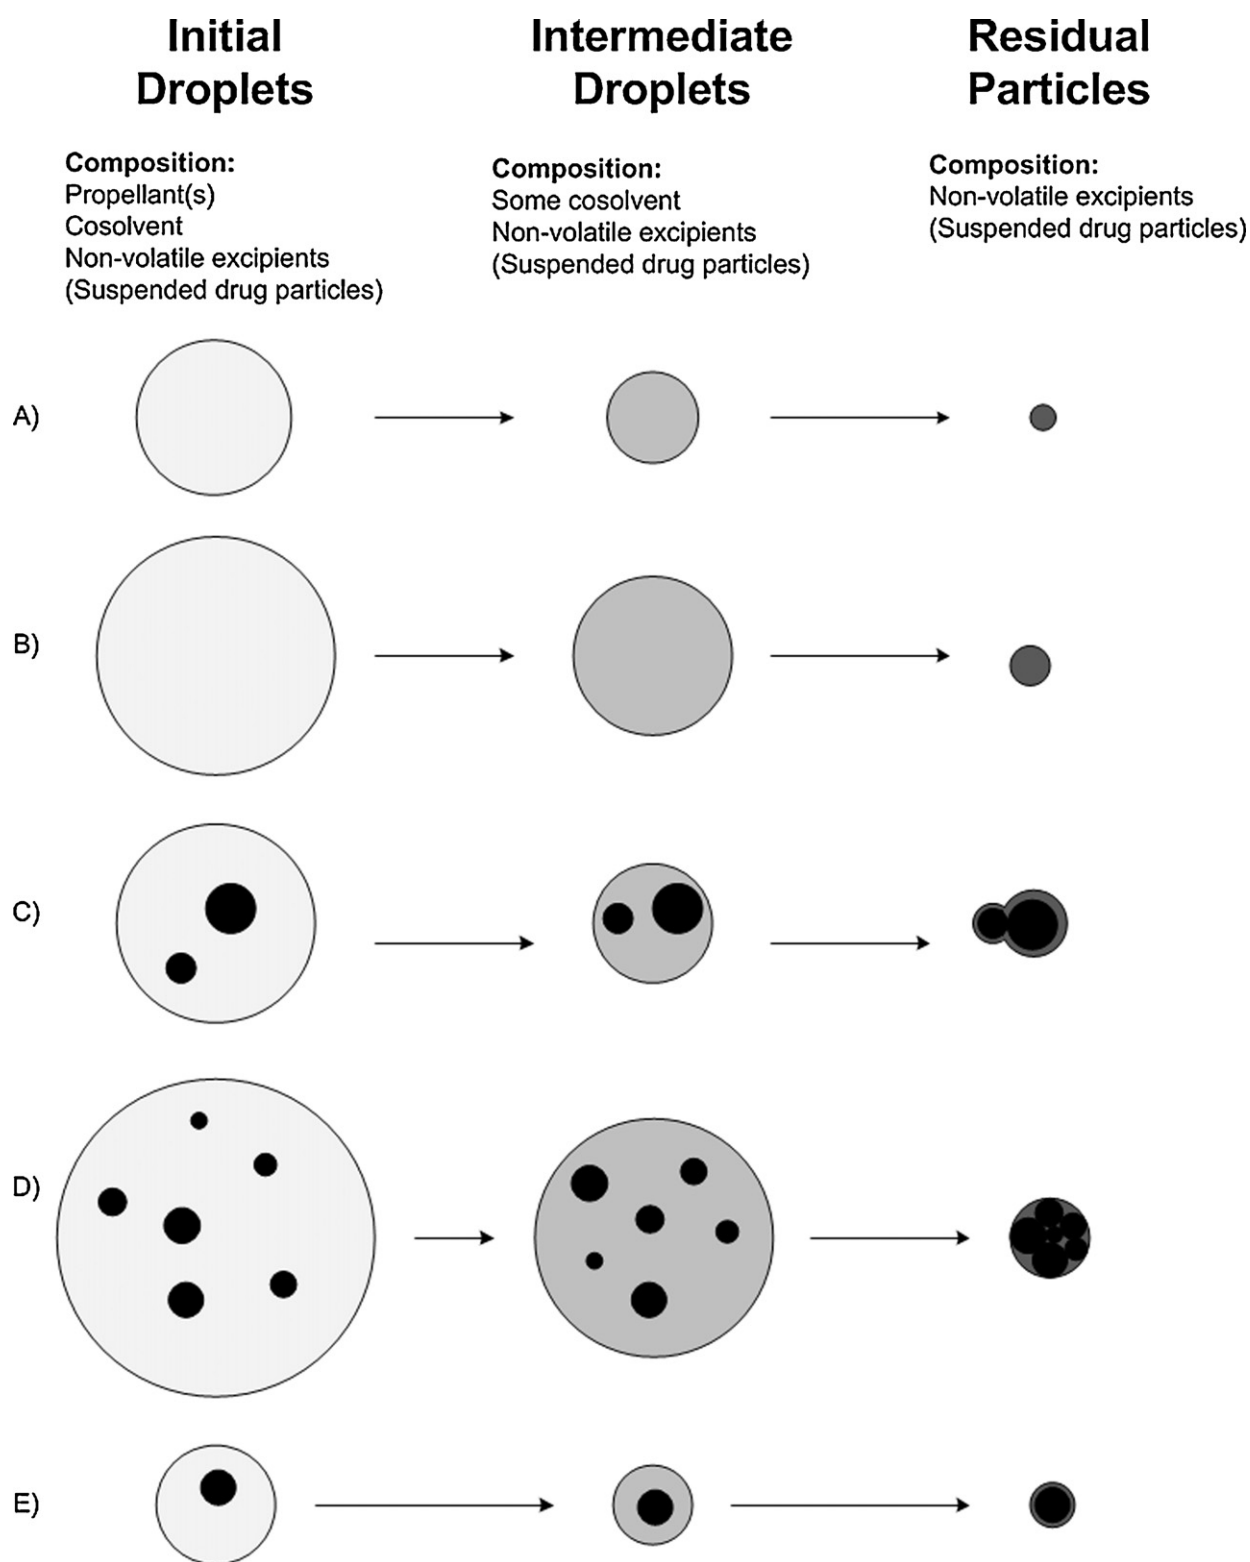 Initial
Droplets
Intermediate
Droplets
Residual
Particles
Composition:
Propellant(s)
Cosolvent
Non-volatile excipients
(Suspended drug particles)
Composition:
Some cosolvent
Non-volatile excipients
(Suspended drug particles)
Composition:
Non-volatile excipients
(Suspended drug particles)
A)
B)
C)
D)
E)